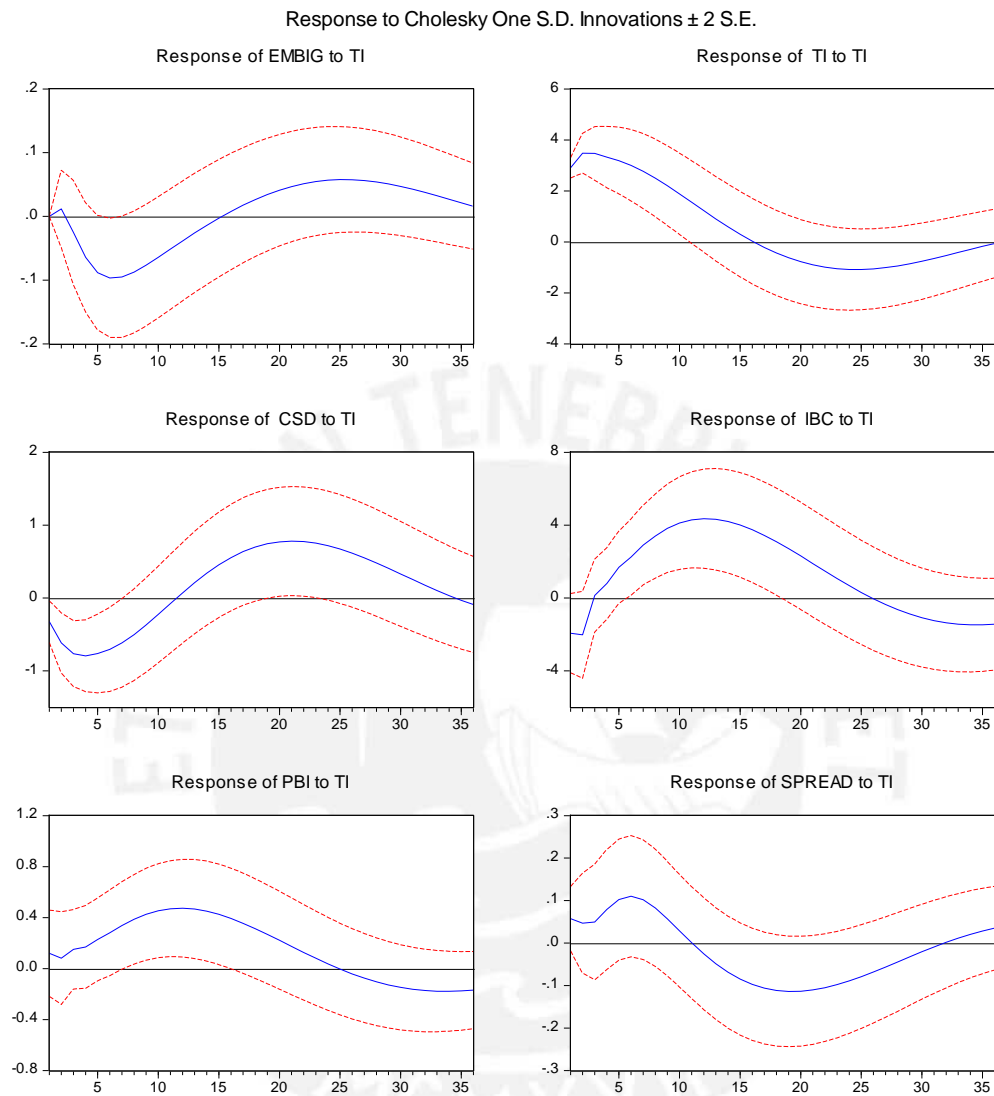 Response to Cholesky One S.D. Innovations ± 2 S.E.
Response of EMBIG to TI
.2
.1
.0
-.1
-.2
5 10 15 20 25 30 35
Response of TI to TI
6
4
2
0
-2
-4
5 10 15 20 25 30 35
Response of CSD to TI
2
1
0
-1
5 10 15 20 25 30 35
Response of IBC to TI
8
4
0
-4
5 10 15 20 25 30 35
Response of PBI to TI
1.2
0.8
0.4
0.0
-0.4
-0.8
5 10 15 20 25 30 35
Response of SPREAD to TI
.3
.2
.1
.0
-.1
-.2
-.3
5 10 15 20 25 30 35